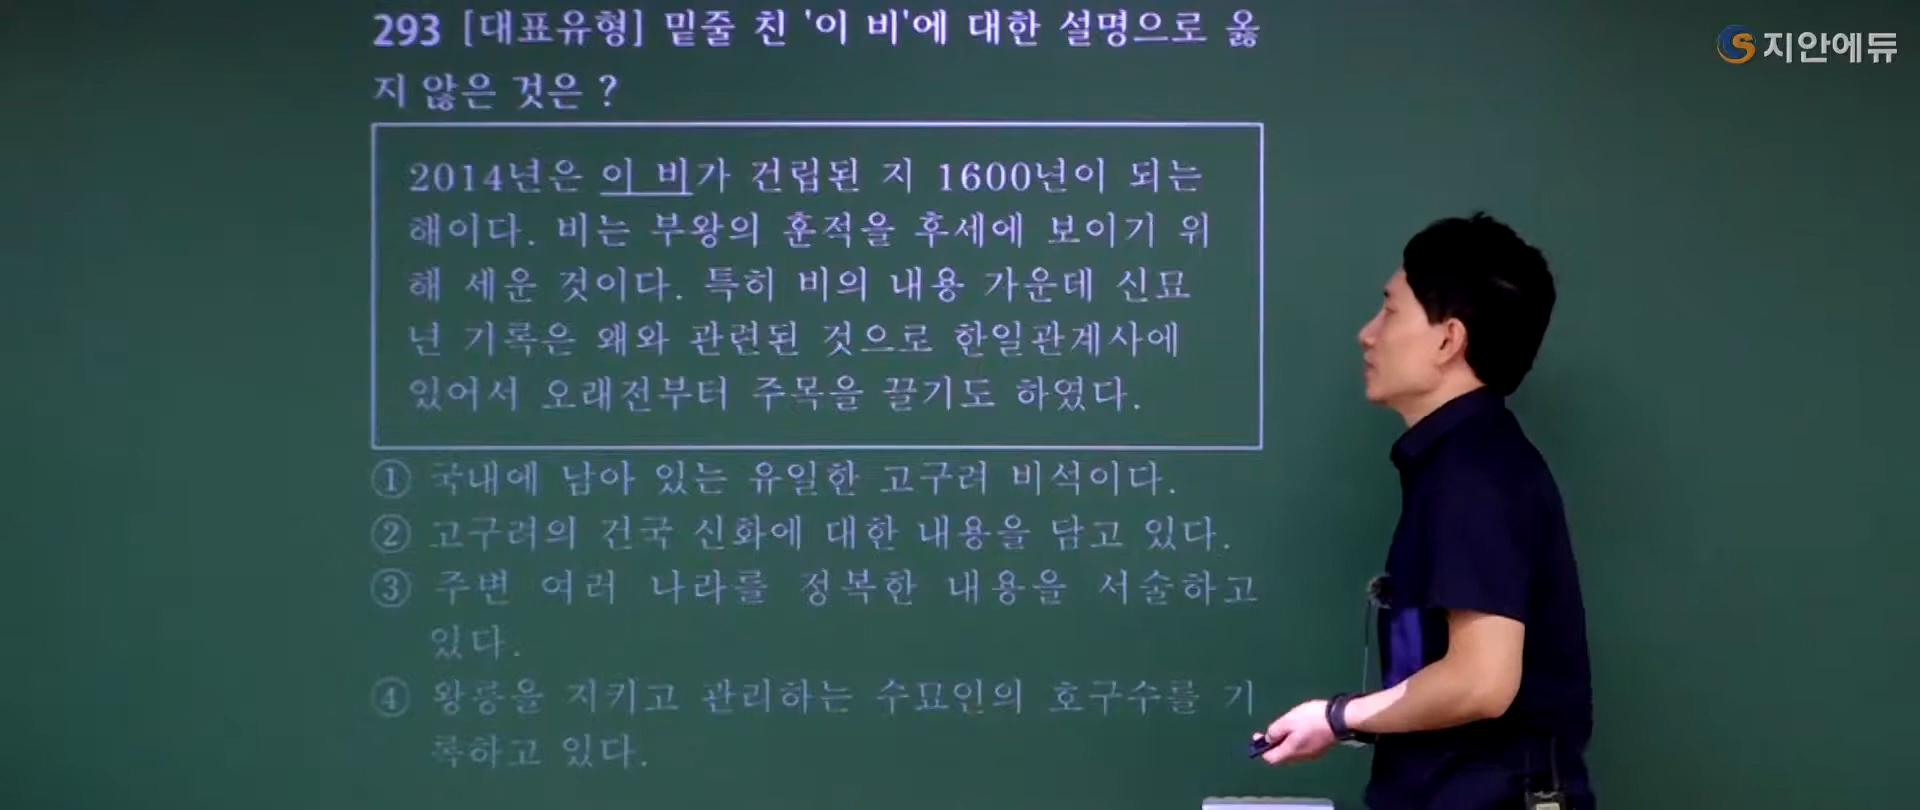 293 [대표유형] 밑줄 친 '이 비'에 대한 설명으로 옳
지 않은 것은 ?
지안에듀
2014년은 이 비가 건립된 지 1600년이 되는
해이다. 비는 부왕의 훈적을 후세에 보이기 위
해 세운 것이다. 특히 비의 내용 가운데 신묘
년 기록은 왜와 관련된 것으로 한일관계사에
있어서 오래전부터 주목을 끌기도 하였다.
① 국내에 남아 있는 유일한 고구려 비석이다.
② 고구려의 건국 신화에 대한 내용을 담고 있다.
③ 주변 여러 나라를 정복한 내용을 서술하고
있다.
④ 왕릉을 지키고 관리하는 수묘인의 호구수를 기
록하고 있다.